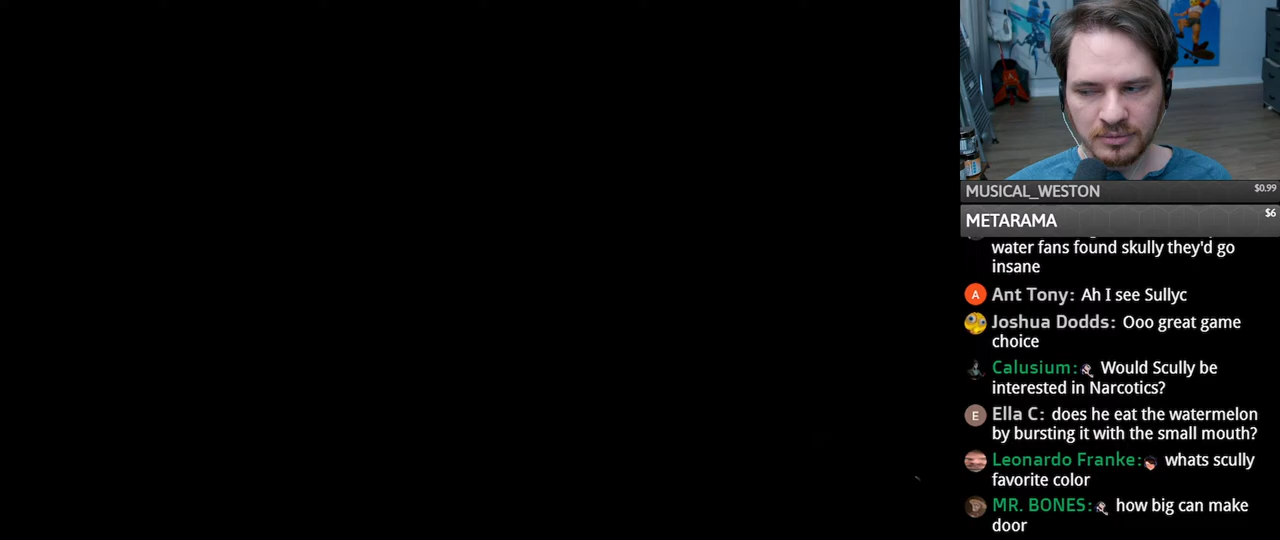 MUSICAL_WESTON $0.99
METARAMA $6
water fans found skully they'd go
insane
Ant Tony: Ah I see Sullyc
Joshua Dodds: Ooo great game
choice
Calusium: Would Scully be
interested in Narcotics?
E Ella C: does he eat the watermelon
by bursting it with the small mouth?
Leonardo Franke: whats scully
favorite color
MR. BONES: how big can make
door